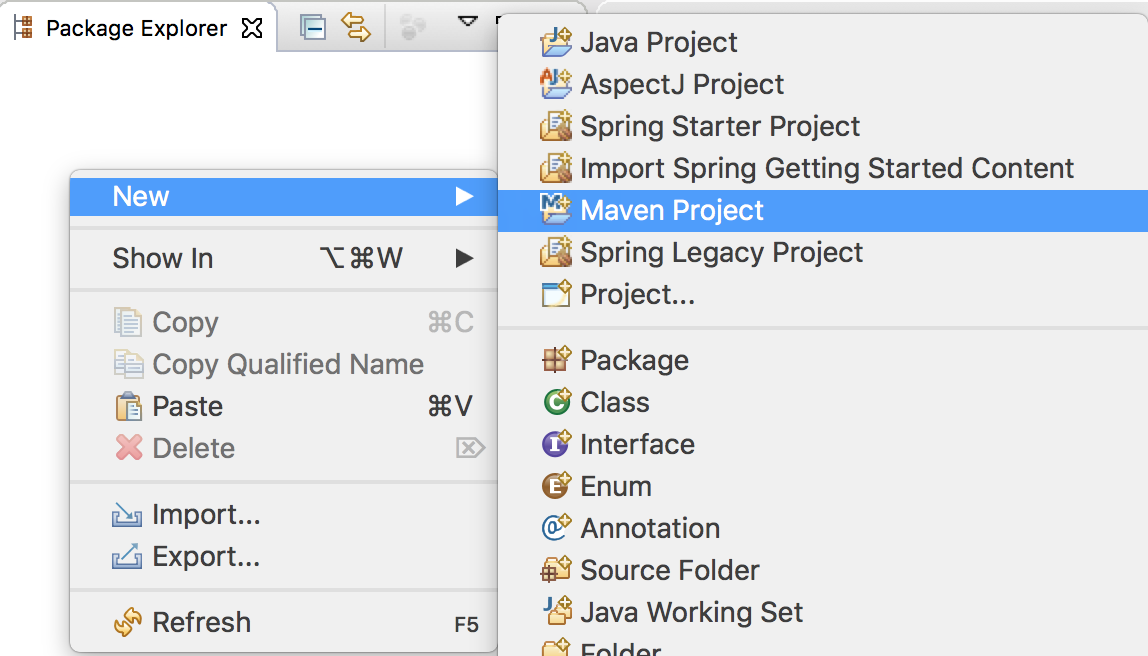 Package Explorer
New
Show In ⌥⌘W
Copy ⌘C
Copy Qualified Name
Paste ⌘V
Delete
Import...
Export...
Refresh F5
Java Project
AspectJ Project
Spring Starter Project
Import Spring Getting Started Content
Maven Project
Spring Legacy Project
Project...
Package
Class
Interface
Enum
Annotation
Source Folder
Java Working Set
Folder